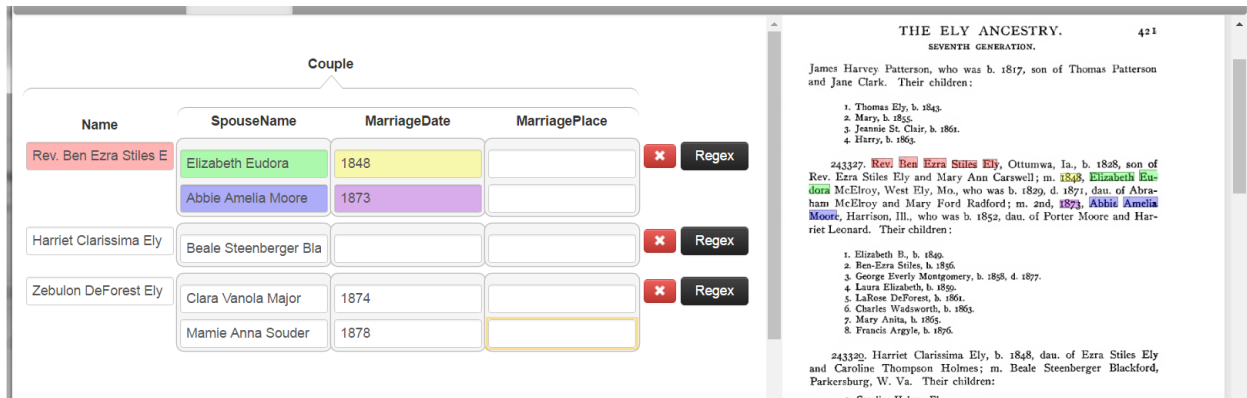 Couple
Name
SpouseName
MarriageDate
MarriagePlace
Rev. Ben Ezra Stiles E
Elizabeth Eudora
1848
Regex
Abbie Amelia Moore
1873
Harriet Clarissima Ely
Beale Steenberger Bla
Regex
Zebulon DeForest Ely
Clara Vanola Major
1874
Regex
Mamie Anna Souder
1878
THE ELY ANCESTRY. 421
SEVENTH GENERATION.
James Harvey Patterson, who was b. 1817, son of Thomas Patterson
and Jane Clark. Their children:
1. Thomas Ely, b. 1843.
2. Mary, b. 1855.
3. Jeannie St. Clair, b. 1861.
4. Harry, b. 1863.
243327. Rev. Ben Ezra Stiles Ely, Ottumwa, Ia., b. 1828, son of
Rev. Ezra Stiles Ely and Mary Ann Carswell; m. 1848, Elizabeth Eu-
dora McElroy, West Ely, Mo., who was b. 1829, d. 1871, dau. of Abra-
ham McElroy and Mary Ford Radford; m. 2nd, 1873, Abbie Amelia
Moore, Harrison, Ill., who was b. 1852, dau. of Porter Moore and Har-
riet Leonard. Their children:
1. Elizabeth B., b. 1849.
2. Ben-Ezra Stiles, b. 1856.
3. George Everly Montgomery, b. 1858, d. 1877.
4. Laura Elizabeth, b. 1859.
5. LaRose DeForest, b. 1861.
6. Charles Wadsworth, b. 1863.
7. Mary Anita, b. 1865.
8. Francis Argyle, b. 1876.
243320. Harriet Clarissima Ely, b. 1848, dau. of Ezra Stiles Ely
and Caroline Thompson Holmes; m. Beale Steenberger Blackford,
Parkersburg, W. Va. Their children: